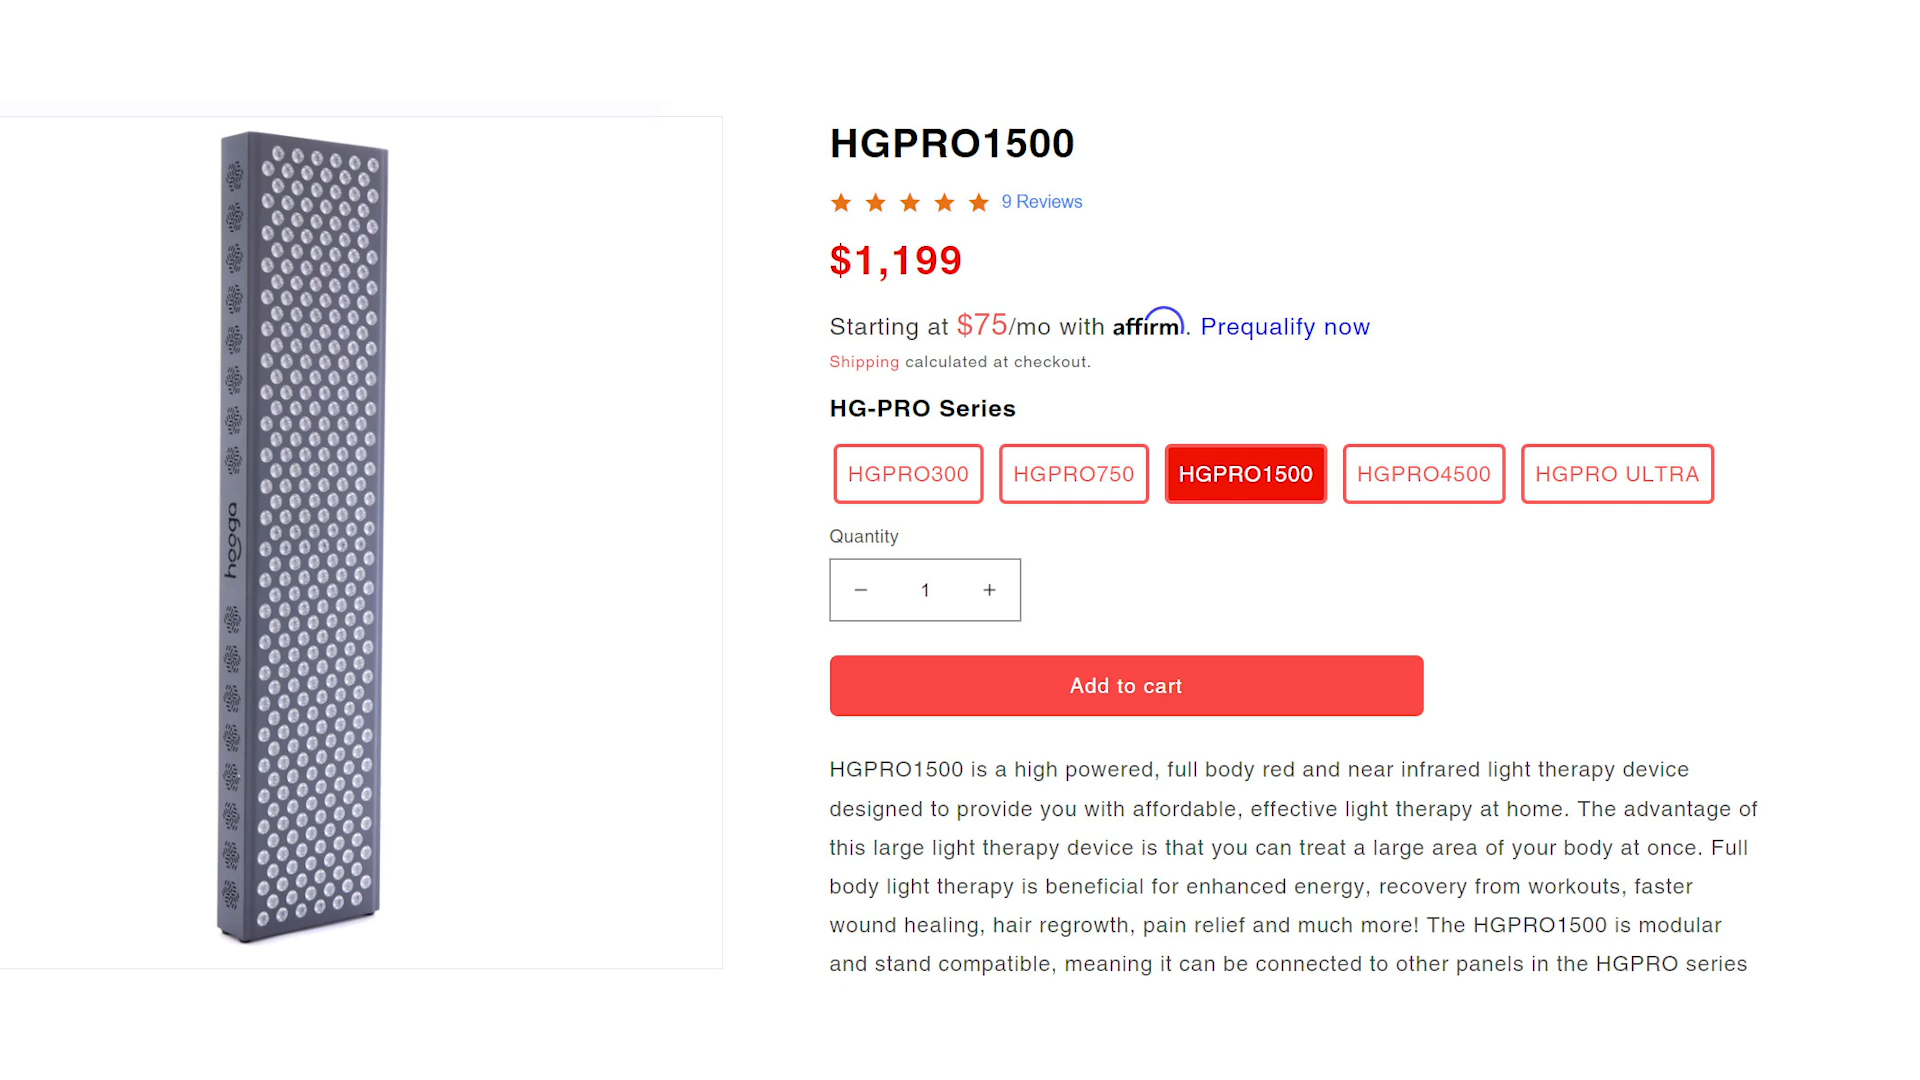 hooga
HGPRO1500
9 Reviews
$1,199
Starting at $75/mo with affirm. Prequalify now
Shipping calculated at checkout.
HG-PRO Series
HGPRO300 HGPRO750 HGPRO1500 HGPRO4500 HGPRO ULTRA
Quantity
− 1 +
Add to cart
HGPRO1500 is a high powered, full body red and near infrared light therapy device
designed to provide you with affordable, effective light therapy at home. The advantage of
this large light therapy device is that you can treat a large area of your body at once. Full
body light therapy is beneficial for enhanced energy, recovery from workouts, faster
wound healing, hair regrowth, pain relief and much more! The HGPRO1500 is modular
and stand compatible, meaning it can be connected to other panels in the HGPRO series